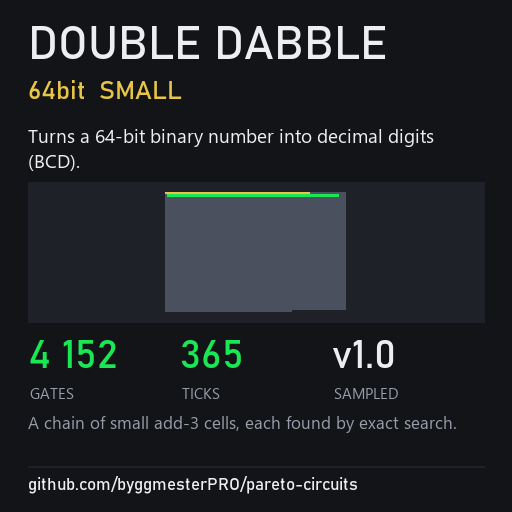 DOUBLE DABBLE
64bit SMALL
Turns a 64-bit binary number into decimal digits
(BCD).
4 152 365 v1.0
GATES TICKS SAMPLED
A chain of small add-3 cells, each found by exact search.
github.com/byggmesterPRO/pareto-circuits